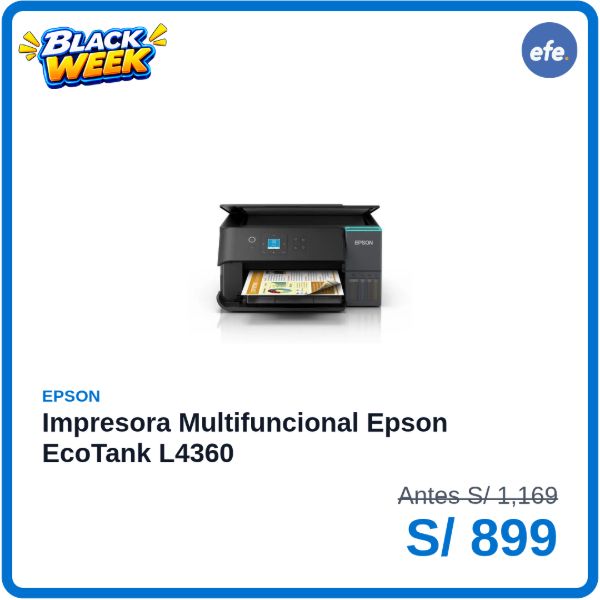 BLACK
WEEK
efe.
EPSON
EPSON
Impresora Multifuncional Epson
EcoTank L4360
Antes S/ 1,169
S/ 899